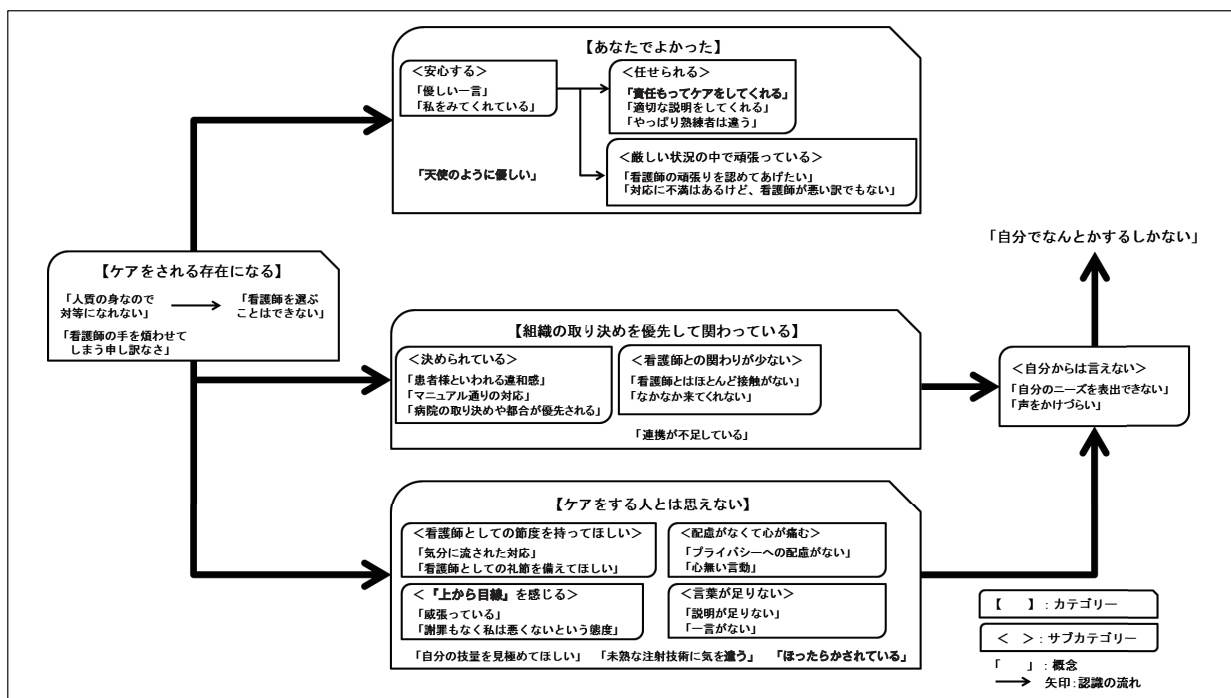 【あなたでよかった】
＜安心する＞
「優しい一言」
「私をみてくれている」
＜任せられる＞
「責任もってケアをしてくれる」
「適切な説明をしてくれる」
「やっぱり熟練者は違う」
＜厳しい状況の中で頑張っている＞
「看護師の頑張りを認めてあげたい」
「対応に不満はあるけど、看護師が悪い訳でもない」
「天使のように優しい」
【ケアをされる存在になる】
「人質の身なので
対等になれない」
「看護師を選ぶ
ことはできない」
「看護師の手を煩わせて
しまう申し訳なさ」
【組織の取り決めを優先して関わっている】
＜決められている＞
「患者様といわれる違和感」
「マニュアル通りの対応」
「病院の取り決めや都合が優先される」
＜看護師との関わりが少ない＞
「看護師とはほとんど接触がない」
「なかなか来てくれない」
「連携が不足している」
「自分でなんとかするしかない」
＜自分からは言えない＞
「自分のニーズを表出できない」
「声をかけづらい」
【ケアをする人とは思えない】
＜看護師としての節度を持ってほしい＞
「気分に流された対応」
「看護師としての礼節を備えてほしい」
＜配慮がなくて心が痛む＞
「プライバシーへの配慮がない」
「心無い言動」
＜『上から目線』を感じる＞
「威張っている」
「謝罪もなく私は悪くないという態度」
＜言葉が足りない＞
「説明が足りない」
「一言がない」
「自分の技量を見極めてほしい」 「未熟な注射技術に気を遣う」 「ほったらかされている」
【　】：カテゴリー
＜　＞：サブカテゴリー
「　」：概念
矢印：認識の流れ